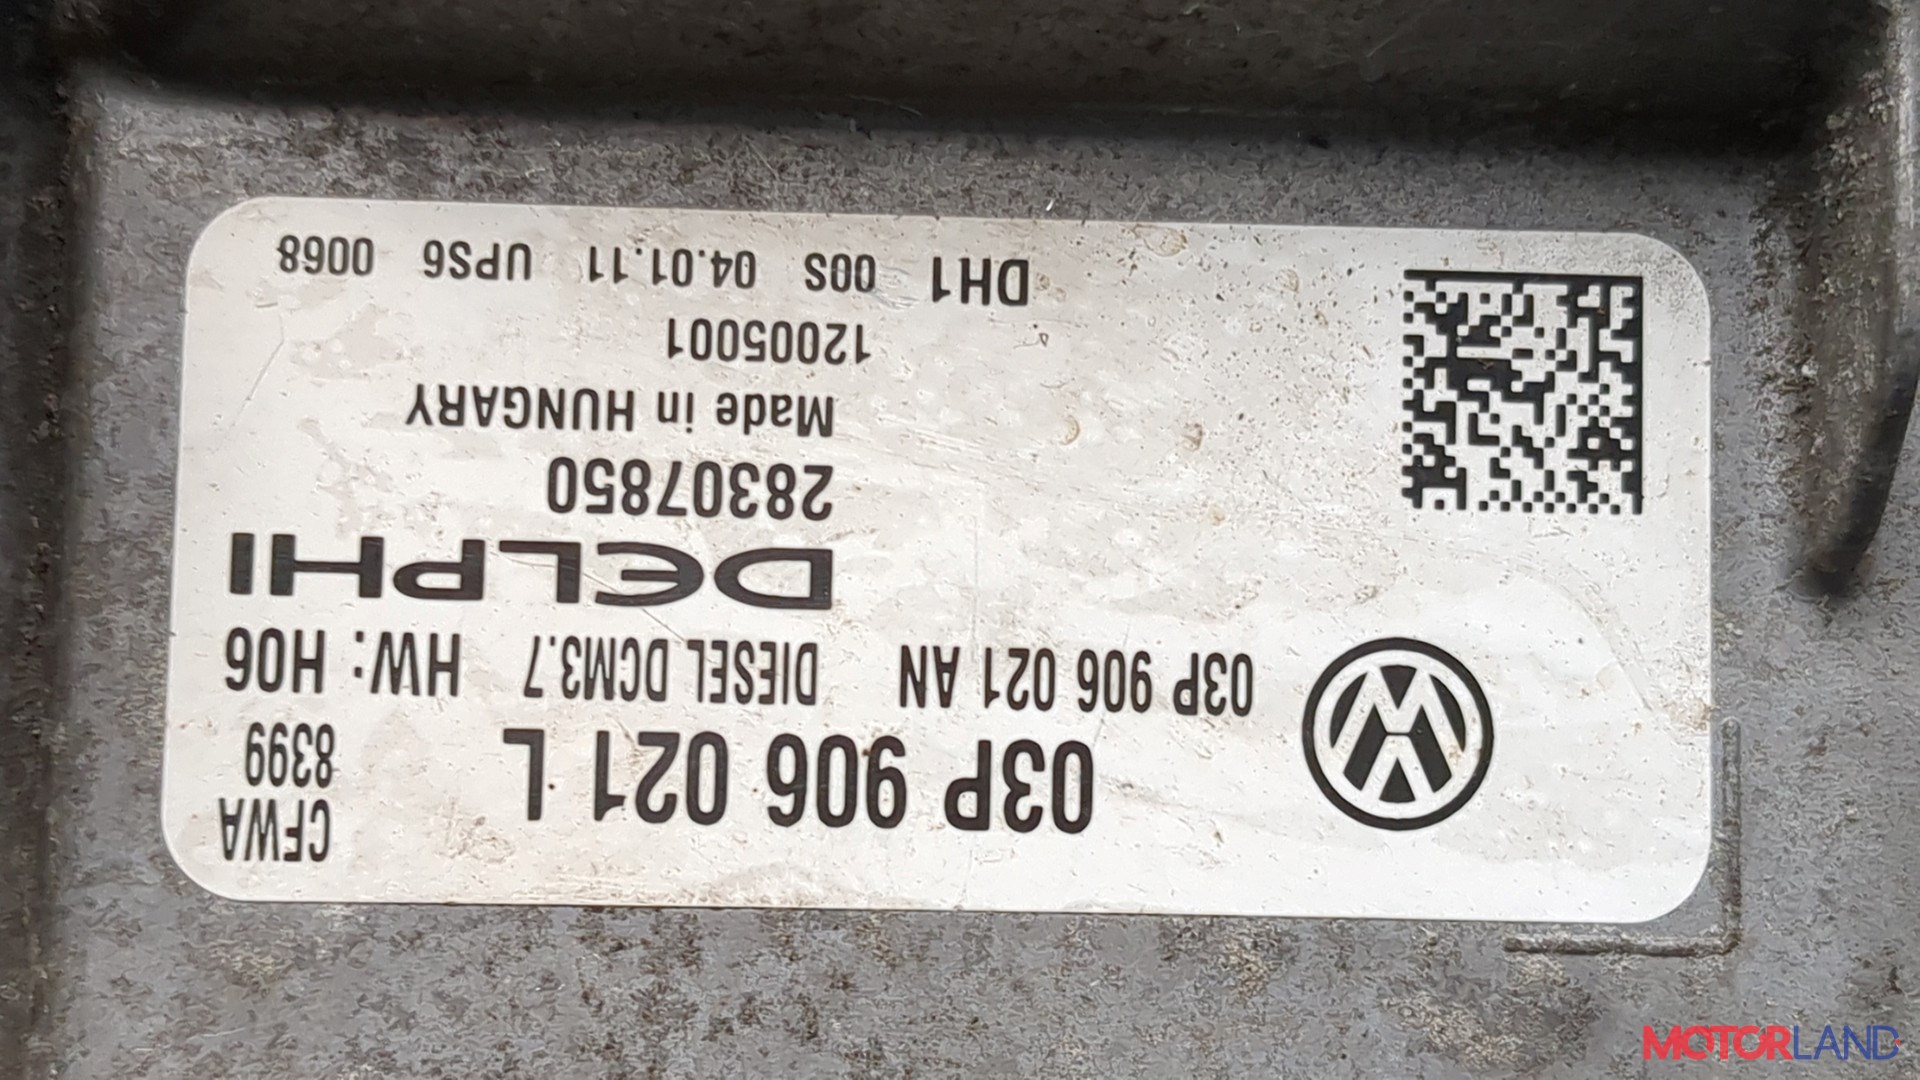 CFWA
8399
03P 906 021 L
03P 906 021 AN DIESEL DCM3.7 HW: H06
DELPHI
28307850
Made in HUNGARY
12005001
DH1 00S 04.01.11 UPS6 0068
MOTORLAND